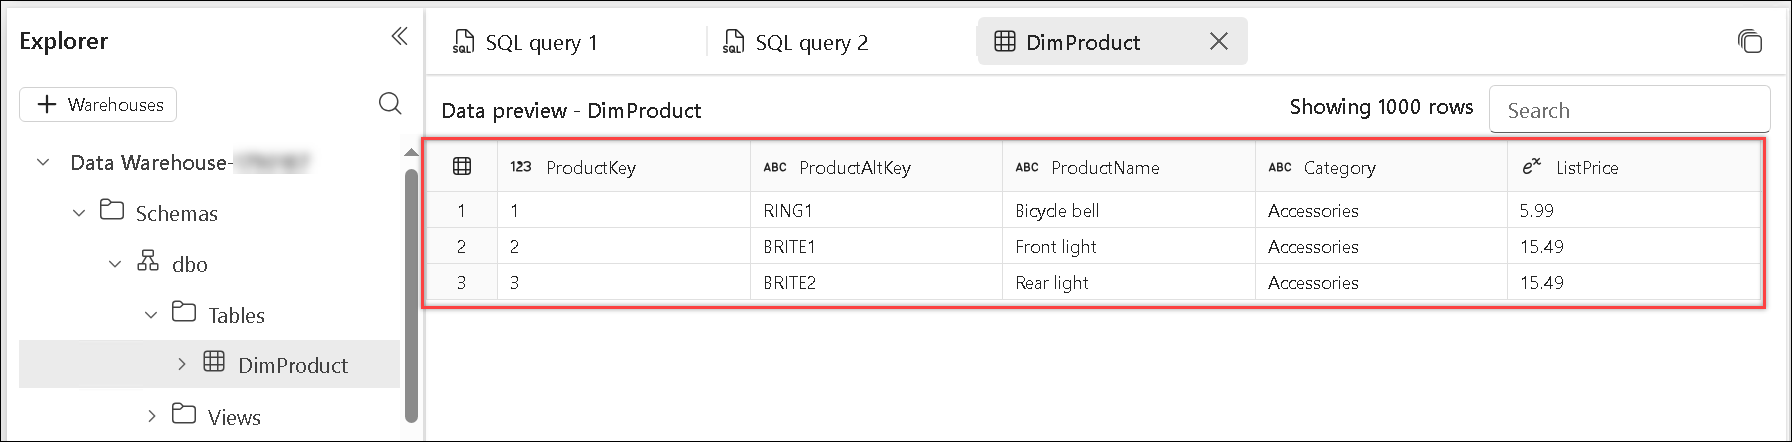 Explorer
SQL query 1
SQL query 2
DimProduct
Warehouses
Data preview - DimProduct
Showing 1000 rows
Search
Data Warehouse-
Schemas
dbo
Tables
DimProduct
Views
123 ProductKey ABC ProductAltKey ABC ProductName ABC Category eˣ ListPrice
1 1 RING1 Bicycle bell Accessories 5.99
2 2 BRITE1 Front light Accessories 15.49
3 3 BRITE2 Rear light Accessories 15.49